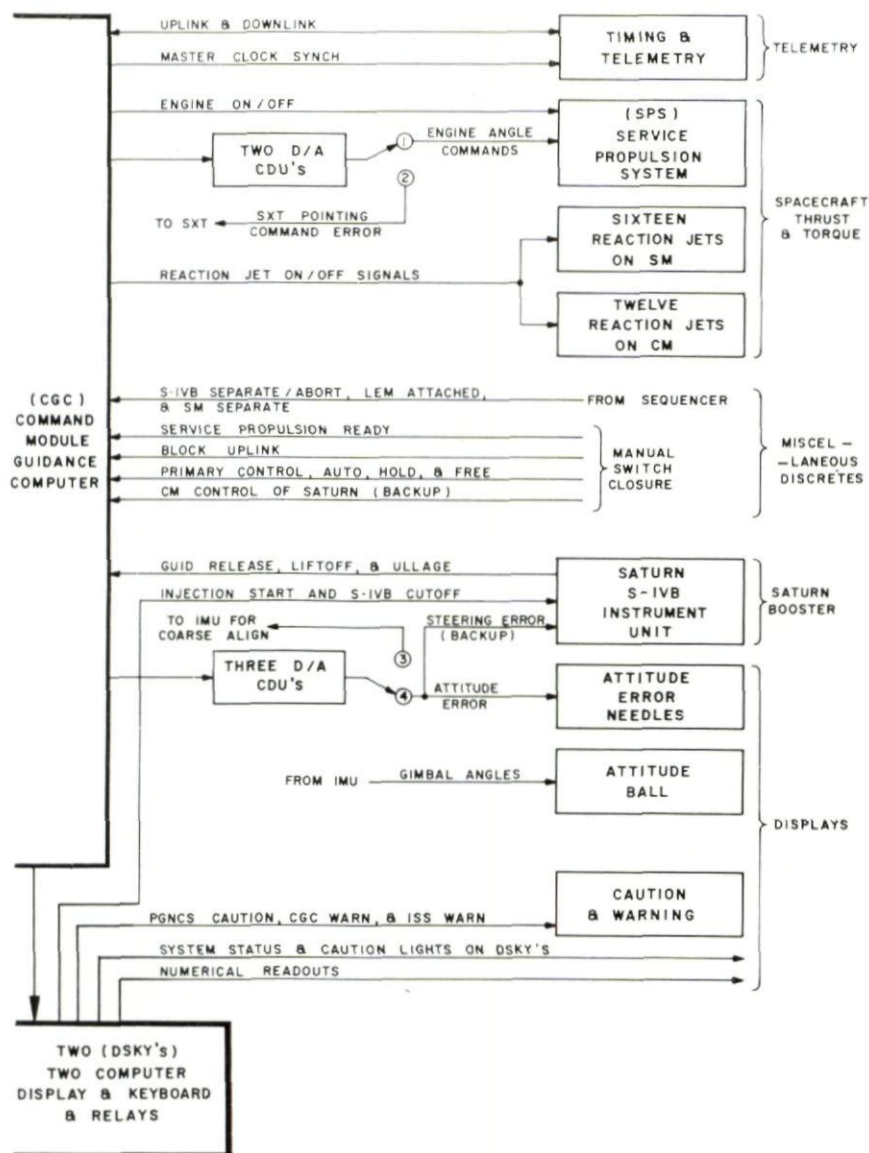 UPLINK & DOWNLINK
TIMING &
TELEMETRY
TELEMETRY
MASTER CLOCK SYNCH
ENGINE ON/OFF
(SPS)
SERVICE
PROPULSION
SYSTEM
TWO D/A
CDU'S
1
ENGINE ANGLE
COMMANDS
2
TO SXT
SXT POINTING
COMMAND ERROR
SPACECRAFT
THRUST
& TORQUE
SIXTEEN
REACTION JETS
ON SM
REACTION JET ON/OFF SIGNALS
TWELVE
REACTION JETS
ON CM
(CGC)
COMMAND
MODULE
GUIDANCE
COMPUTER
S-IVB SEPARATE/ABORT, LEM ATTACHED,
& SM SEPARATE
FROM SEQUENCER
SERVICE PROPULSION READY
BLOCK UPLINK
PRIMARY CONTROL, AUTO, HOLD, & FREE
CM CONTROL OF SATURN (BACKUP)
MANUAL
SWITCH
CLOSURE
MISCEL-
-LANEOUS
DISCRETES
GUID RELEASE, LIFTOFF, & ULLAGE
INJECTION START AND S-IVB CUTOFF
SATURN
S-IVB
INSTRUMENT
UNIT
SATURN
BOOSTER
TO IMU FOR
COARSE ALIGN
STEERING ERROR
(BACKUP)
3
THREE D/A
CDU'S
4
ATTITUDE
ERROR
ATTITUDE
ERROR
NEEDLES
FROM IMU
GIMBAL ANGLES
ATTITUDE
BALL
DISPLAYS
CAUTION
& WARNING
PGNCS CAUTION, CGC WARN, & ISS WARN
SYSTEM STATUS & CAUTION LIGHTS ON DSKY'S
NUMERICAL READOUTS
TWO (DSKY's)
TWO COMPUTER
DISPLAY & KEYBOARD
& RELAYS